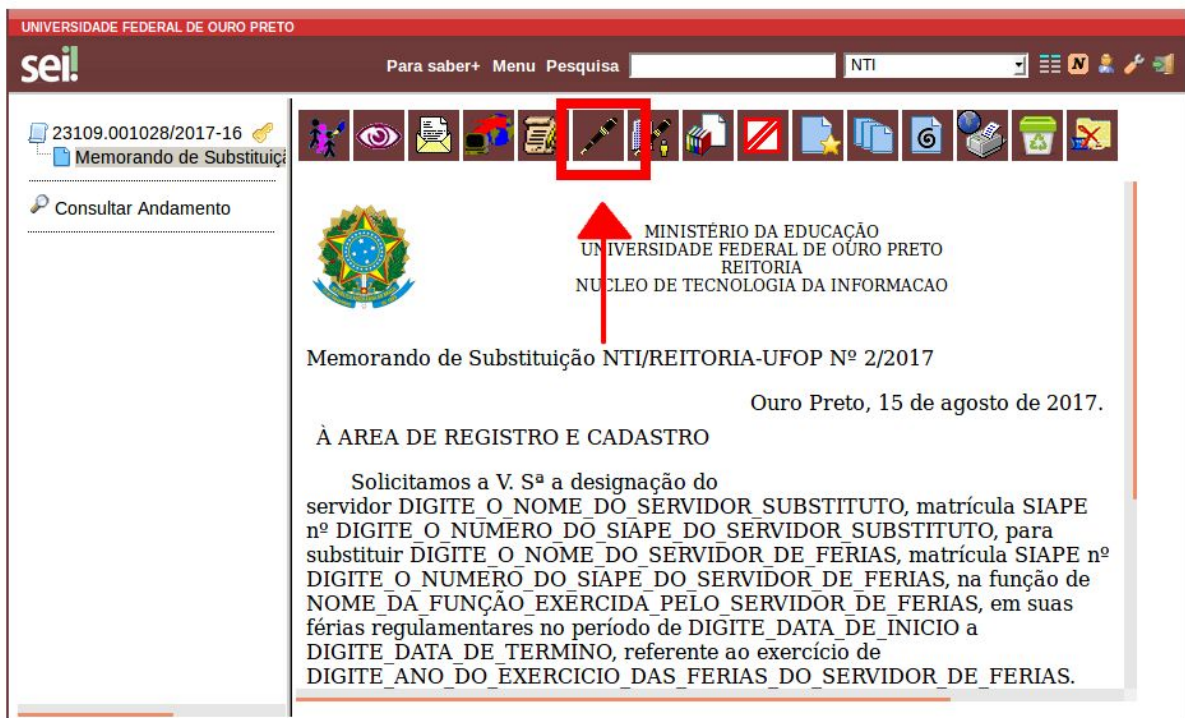 UNIVERSIDADE FEDERAL DE OURO PRETO
sei!
Para saber+ Menu Pesquisa
NTI
N
23109.001028/2017-16
Memorando de Substituiç
Consultar Andamento
MINISTÉRIO DA EDUCAÇÃO
UNIVERSIDADE FEDERAL DE OURO PRETO
REITORIA
NUCLEO DE TECNOLOGIA DA INFORMACAO
Memorando de Substituição NTI/REITORIA-UFOP Nº 2/2017
Ouro Preto, 15 de agosto de 2017.
À AREA DE REGISTRO E CADASTRO
Solicitamos a V. Sª a designação do
servidor DIGITE_O_NOME_DO_SERVIDOR_SUBSTITUTO, matrícula SIAPE
nº DIGITE_O_NUMERO_DO_SIAPE_DO_SERVIDOR_SUBSTITUTO, para
substituir DIGITE_O_NOME_DO_SERVIDOR_DE_FERIAS, matrícula SIAPE nº
DIGITE_O_NUMERO_DO_SIAPE_DO_SERVIDOR_DE_FERIAS, na função de
NOME_DA_FUNÇÃO_EXERCIDA_PELO_SERVIDOR_DE_FERIAS, em suas
férias regulamentares no período de DIGITE_DATA_DE_INICIO a
DIGITE_DATA_DE_TERMINO, referente ao exercício de
DIGITE_ANO_DO_EXERCICIO_DAS_FERIAS_DO_SERVIDOR_DE_FERIAS.